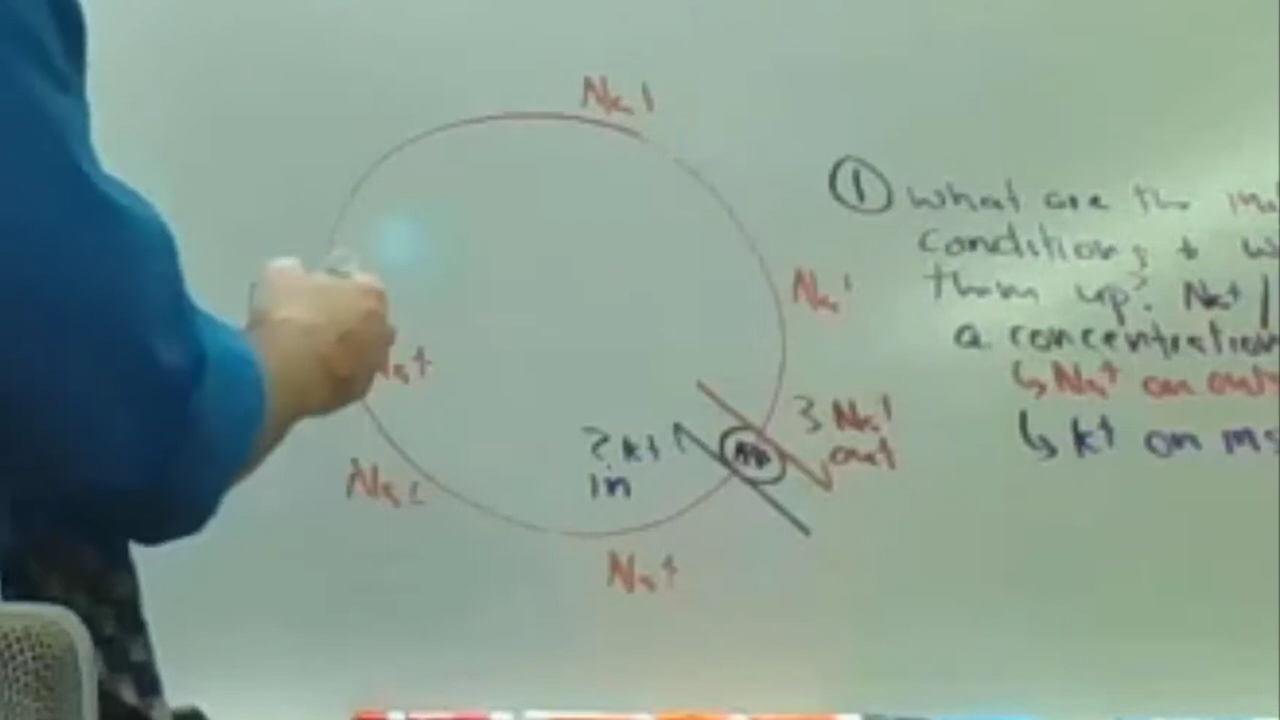 Na+
Na+
Na+
Na+
Na+
3 Na+
out
2 K+
in
① What are the
conditions +
them up? Na+ /
a concentration
↳ Na+ on out
↳ K+ on